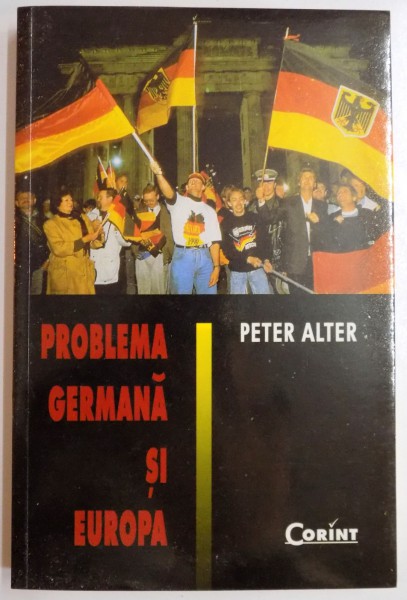 PROBLEMA
GERMANĂ
ȘI
EUROPA
PETER ALTER
CORINT